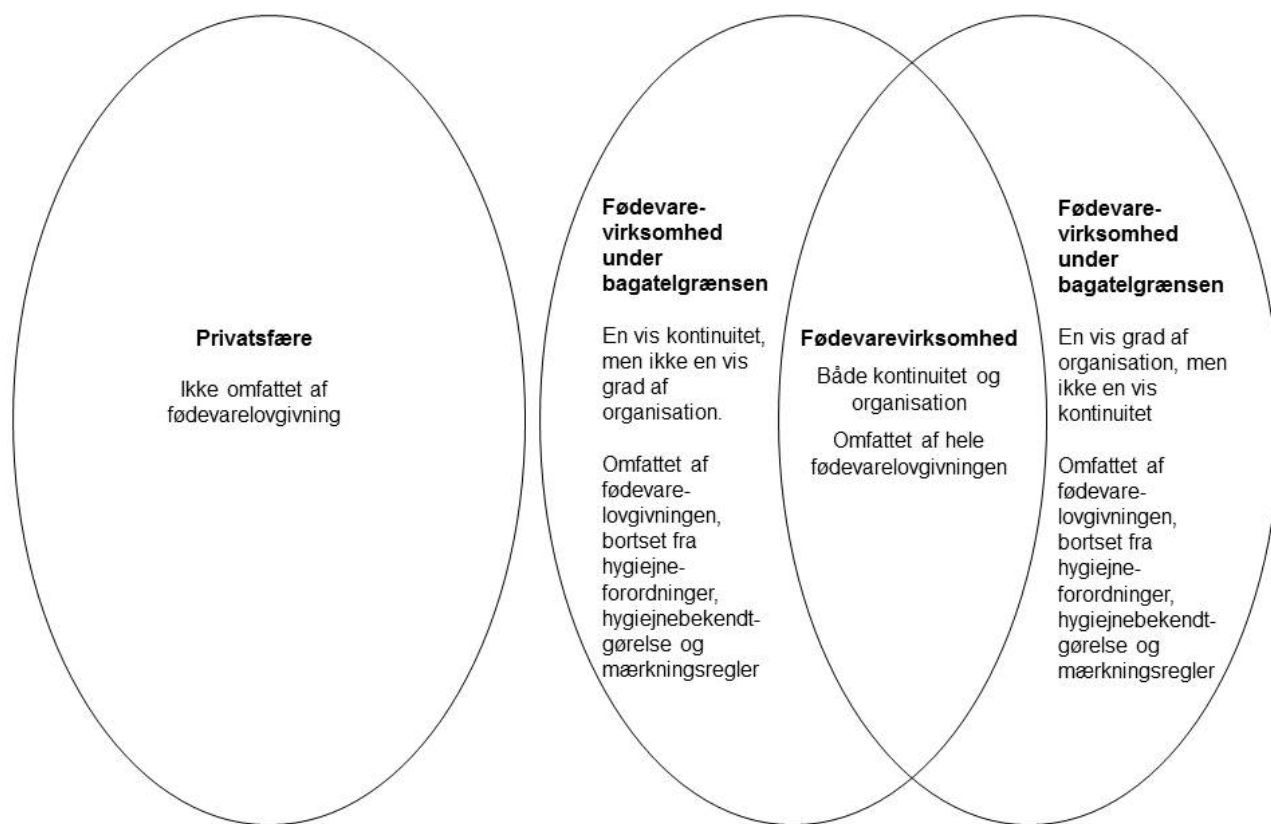 Privatsfære
Ikke omfattet af
fødevarelovgivning
Fødevare-
virksomhed
under
bagatelgrænsen
En vis kontinuitet,
men ikke en vis
grad af
organisation.
Omfattet af
fødevare-
lovgivningen,
bortset fra
hygiejne-
forordninger,
hygiejnebekendt-
gørelse og
mærkningsregler
Fødevarevirksomhed
Både kontinuitet og
organisation
Omfattet af hele
fødevarelovgivningen
Fødevare-
virksomhed
under
bagatelgrænsen
En vis grad af
organisation, men
ikke en vis
kontinuitet
Omfattet af
fødevare-
lovgivningen,
bortset fra
hygiejne-
forordninger,
hygiejnebekendt-
gørelse og
mærkningsregler